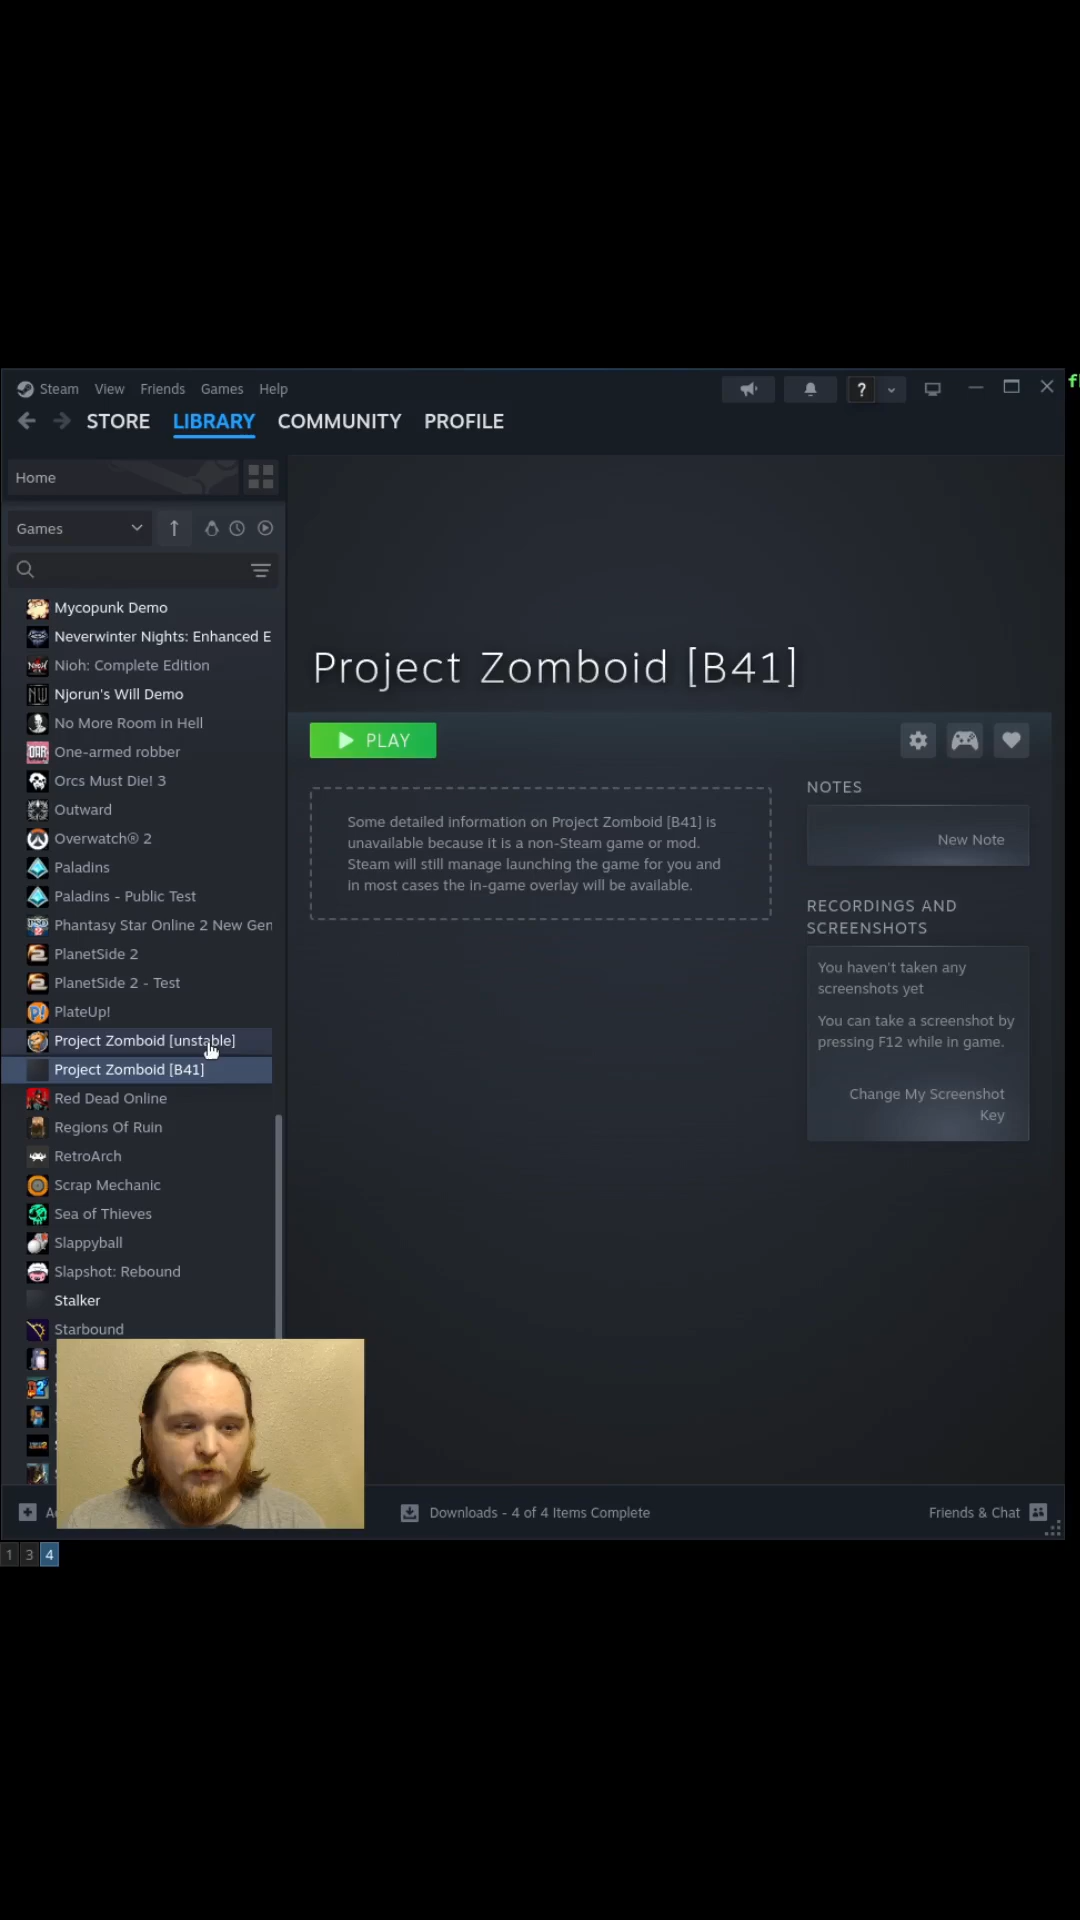 Steam View Friends Games Help
STORE LIBRARY COMMUNITY PROFILE
Home
Games
Mycopunk Demo
Neverwinter Nights: Enhanced E
Nioh: Complete Edition
Njorun's Will Demo
No More Room in Hell
One-armed robber
Orcs Must Die! 3
Outward
Overwatch® 2
Paladins
Paladins - Public Test
Phantasy Star Online 2 New Gen
PlanetSide 2
PlanetSide 2 - Test
PlateUp!
Project Zomboid [unstable]
Project Zomboid [B41]
Red Dead Online
Regions Of Ruin
RetroArch
Scrap Mechanic
Sea of Thieves
Slappyball
Slapshot: Rebound
Stalker
Starbound
Project Zomboid [B41]
PLAY
Some detailed information on Project Zomboid [B41] is
unavailable because it is a non-Steam game or mod.
Steam will still manage launching the game for you and
in most cases the in-game overlay will be available.
NOTES
New Note
RECORDINGS AND
SCREENSHOTS
You haven't taken any
screenshots yet
You can take a screenshot by
pressing F12 while in game.
Change My Screenshot
Key
Downloads - 4 of 4 Items Complete
Friends & Chat
1 3 4